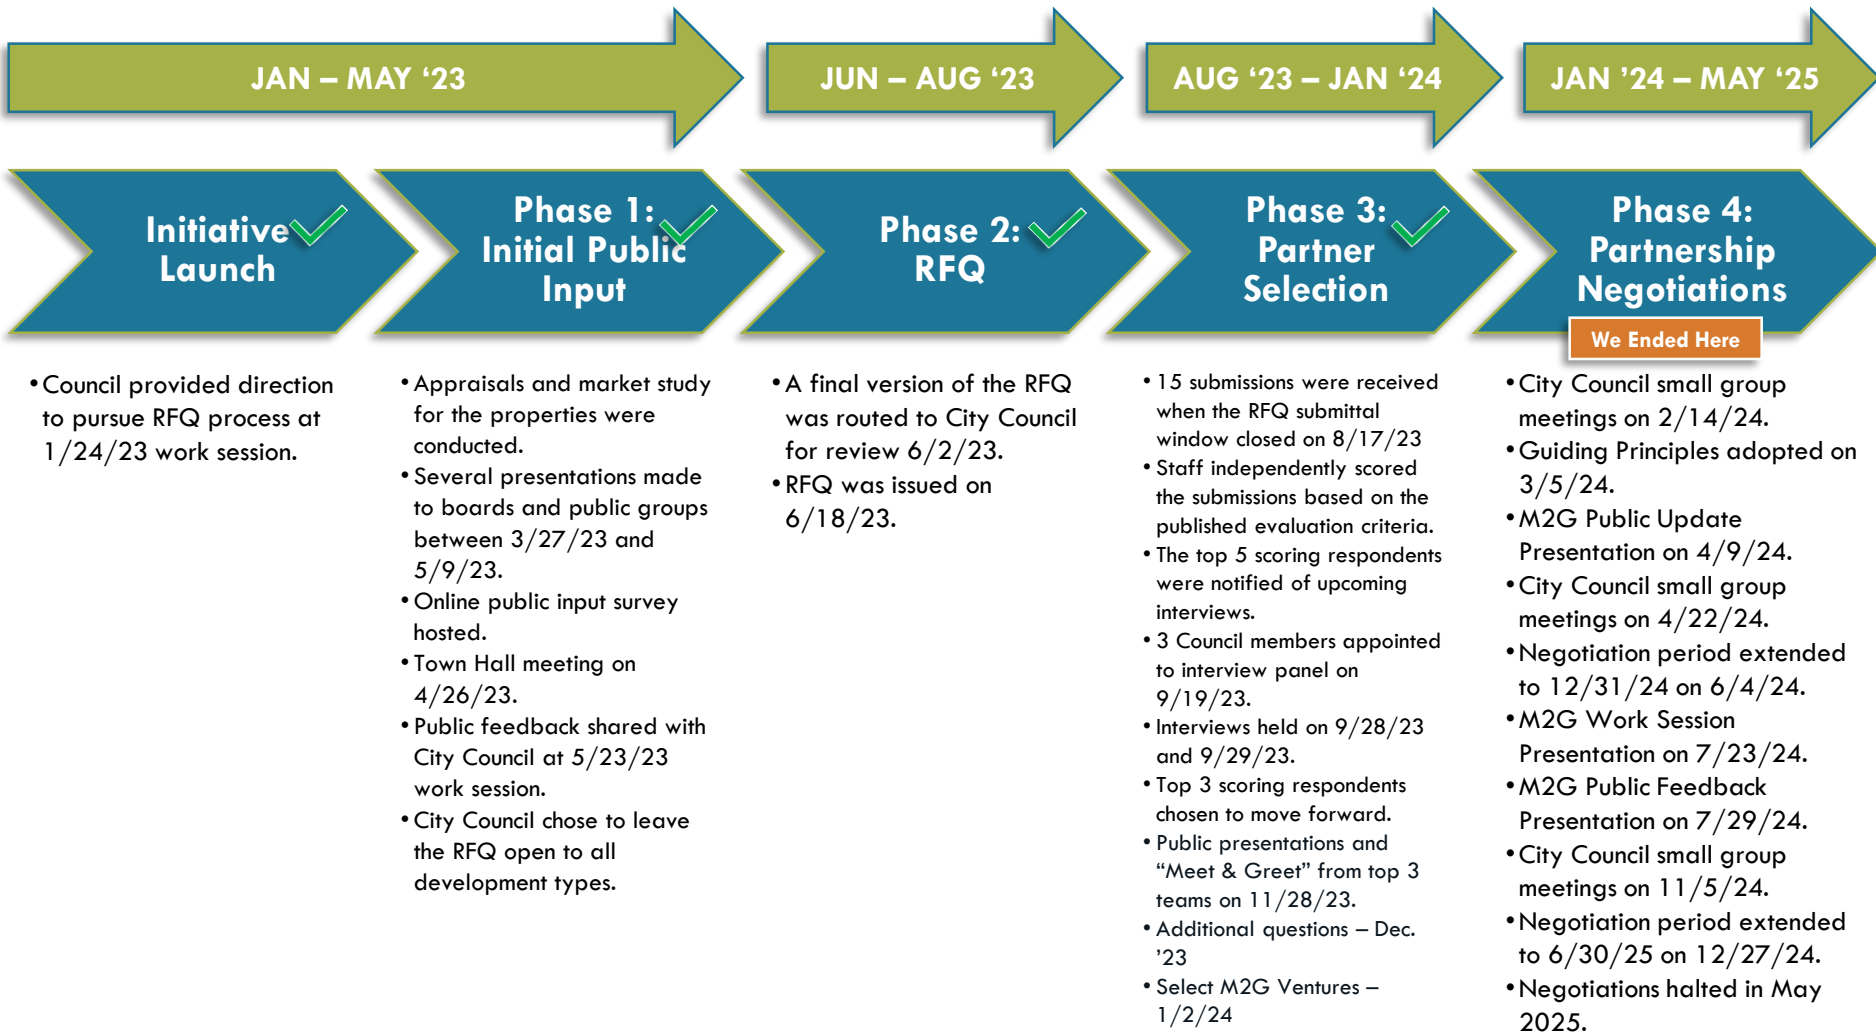 JAN – MAY ‘23
JUN – AUG ‘23
AUG ‘23 – JAN ‘24
JAN ’24 – MAY ‘25
Initiative
Launch
Phase 1:
Initial Public
Input
Phase 2:
RFQ
Phase 3:
Partner
Selection
Phase 4:
Partnership
Negotiations
We Ended Here
•Council provided direction
to pursue RFQ process at
1/24/23 work session.
•Appraisals and market study
for the properties were
conducted.
•Several presentations made
to boards and public groups
between 3/27/23 and
5/9/23.
•Online public input survey
hosted.
•Town Hall meeting on
4/26/23.
•Public feedback shared with
City Council at 5/23/23
work session.
•City Council chose to leave
the RFQ open to all
development types.
•A final version of the RFQ
was routed to City Council
for review 6/2/23.
•RFQ was issued on
6/18/23.
•15 submissions were received
when the RFQ submittal
window closed on 8/17/23
•Staff independently scored
the submissions based on the
published evaluation criteria.
•The top 5 scoring respondents
were notified of upcoming
interviews.
•3 Council members appointed
to interview panel on
9/19/23.
•Interviews held on 9/28/23
and 9/29/23.
•Top 3 scoring respondents
chosen to move forward.
•Public presentations and
“Meet & Greet” from top 3
teams on 11/28/23.
•Additional questions – Dec.
’23
•Select M2G Ventures –
1/2/24
•City Council small group
meetings on 2/14/24.
•Guiding Principles adopted on
3/5/24.
•M2G Public Update
Presentation on 4/9/24.
•City Council small group
meetings on 4/22/24.
•Negotiation period extended
to 12/31/24 on 6/4/24.
•M2G Work Session
Presentation on 7/23/24.
•M2G Public Feedback
Presentation on 7/29/24.
•City Council small group
meetings on 11/5/24.
•Negotiation period extended
to 6/30/25 on 12/27/24.
•Negotiations halted in May
2025.